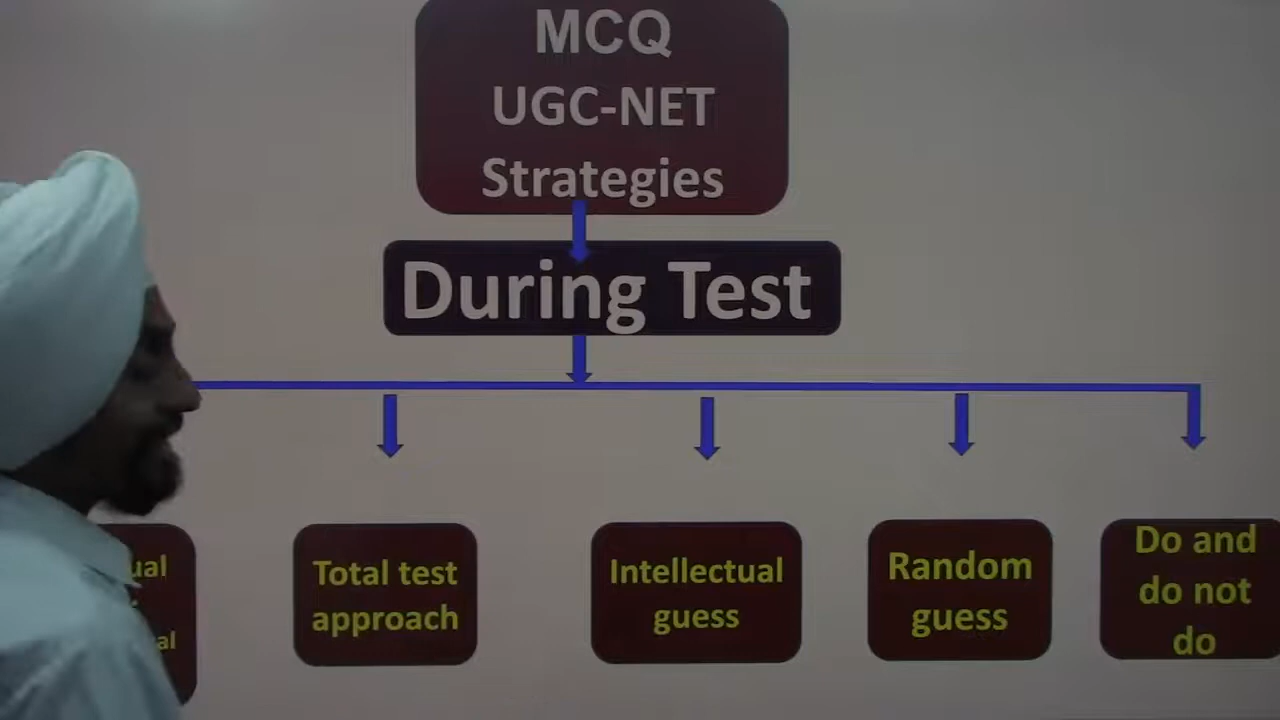 MCQ
UGC-NET
Strategies
During Test
Total test
approach
Intellectual
guess
Random
guess
Do and
do not
do